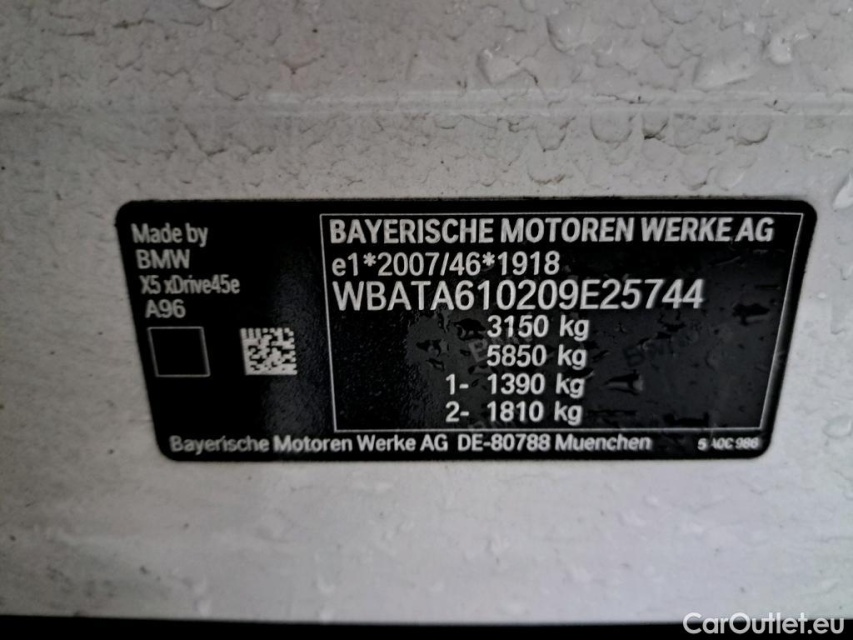 Made by
BMW
X5 xDrive45e
A96
BAYERISCHE MOTOREN WERKE AG
e1*2007/46*1918
WBATA610209E25744
3150 kg
5850 kg
1- 1390 kg
2- 1810 kg
Bayerische Motoren Werke AG DE-80788 Muenchen
986
CarOutlet.eu